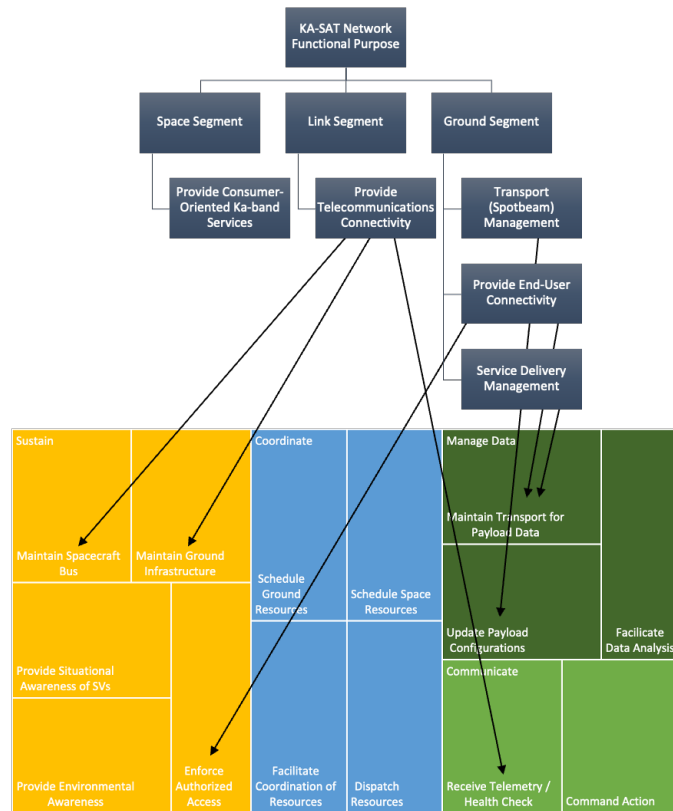 KA-SAT Network
Functional Purpose
Space Segment
Link Segment
Ground Segment
Provide Consumer-
Oriented Ka-band
Services
Provide
Telecommunications
Connectivity
Transport
(Spotbeam)
Management
Provide End-User
Connectivity
Service Delivery
Management
Sustain
Coordinate
Manage Data
Maintain Spacecraft
Bus
Maintain Ground
Infrastructure
Schedule
Ground
Resources
Schedule Space
Resources
Maintain Transport for
Payload Data
Update Payload
Configurations
Facilicate
Data Analysis
Provide Situational
Awareness of SVs
Communicate
Provide Environmental
Awareness
Enforce
Authorized
Access
Facilitate
Coordination of
Resources
Dispatch
Resources
Receive Telemetry /
Health Check
Command Action